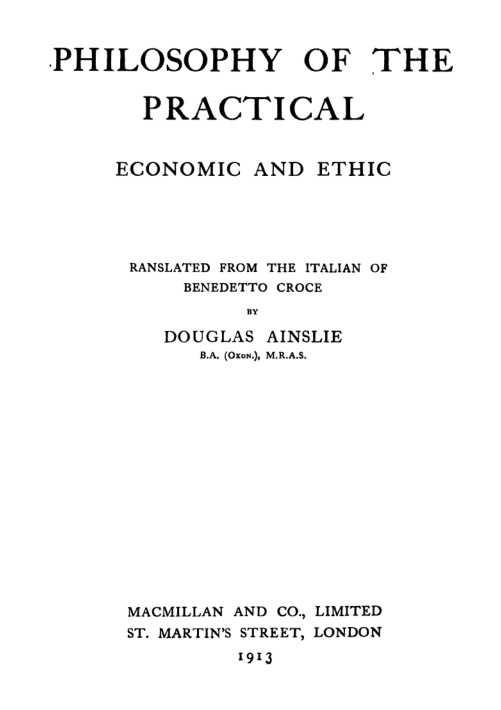 PHILOSOPHY OF THE
PRACTICAL
ECONOMIC AND ETHIC
RANSLATED FROM THE ITALIAN OF
BENEDETTO CROCE
BY
DOUGLAS AINSLIE
B.A. (OXON.), M.R.A.S.
MACMILLAN AND CO., LIMITED
ST. MARTIN'S STREET, LONDON
1913